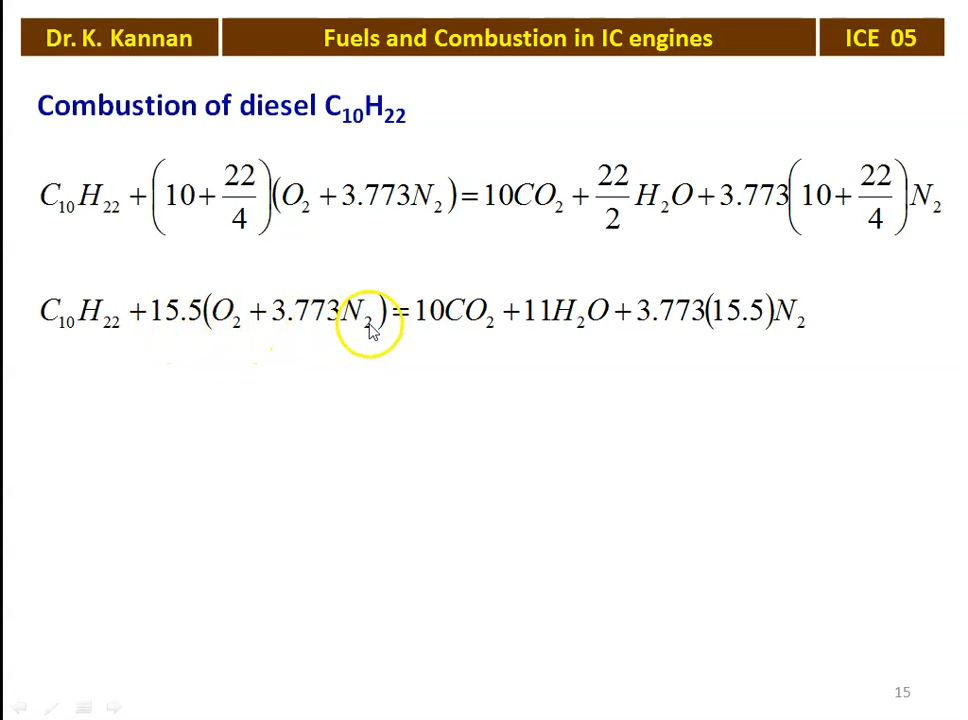 Dr. K. Kannan Fuels and Combustion in IC engines ICE 05
Combustion of diesel C₁₀H₂₂
C₁₀H₂₂ + (10 + 22/4)(O₂ + 3.773N₂) = 10CO₂ + 22/2 H₂O + 3.773(10 + 22/4)N₂
C₁₀H₂₂ + 15.5(O₂ + 3.773N₂) = 10CO₂ + 11H₂O + 3.773(15.5)N₂
15